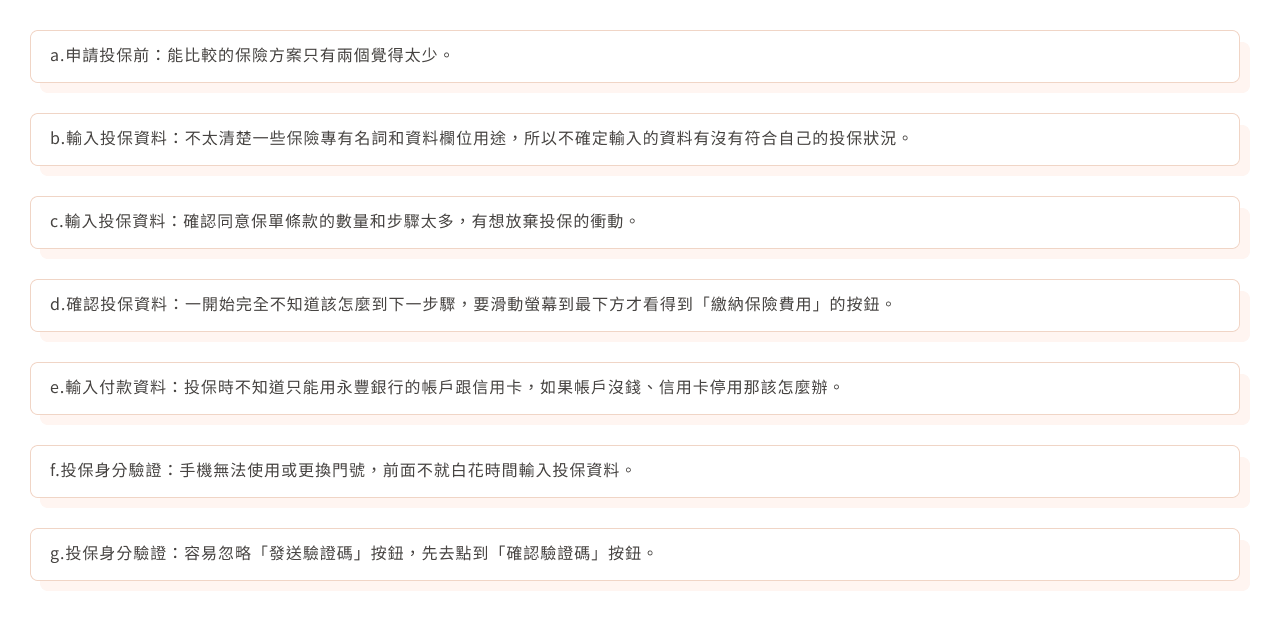 a.申請投保前：能比較的保險方案只有兩個覺得太少。
b.輸入投保資料：不太清楚一些保險專有名詞和資料欄位用途，所以不確定輸入的資料有沒有符合自己的投保狀況。
c.輸入投保資料：確認同意保單條款的數量和步驟太多，有想放棄投保的衝動。
d.確認投保資料：一開始完全不知道該怎麼到下一步驟，要滑動螢幕到最下方才看得到「繳納保險費用」的按鈕。
e.輸入付款資料：投保時不知道只能用永豐銀行的帳戶跟信用卡，如果帳戶沒錢、信用卡停用那該怎麼辦。
f.投保身分驗證：手機無法使用或更換門號，前面不就白花時間輸入投保資料。
g.投保身分驗證：容易忽略「發送驗證碼」按鈕，先去點到「確認驗證碼」按鈕。